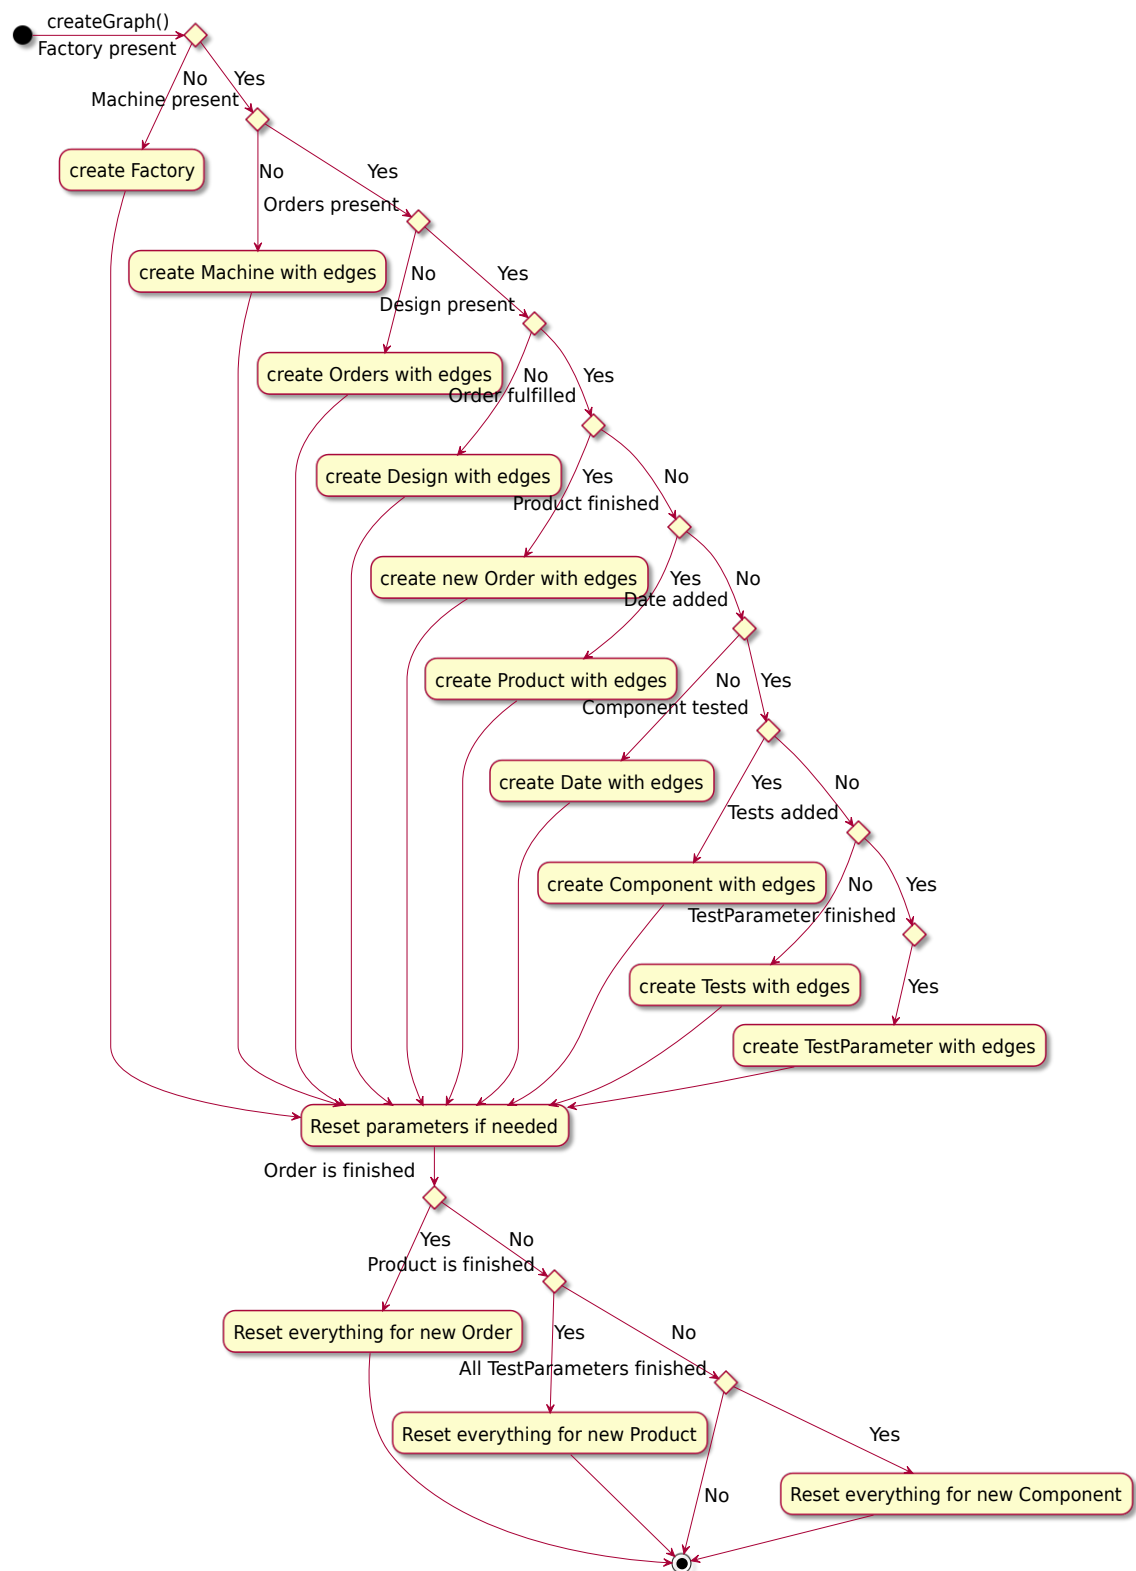 createGraph()
Factory present
No
Yes
Machine present
create Factory
No
Yes
Orders present
create Machine with edges
No
Yes
Design present
create Orders with edges
No
Yes
Order fulfilled
create Design with edges
Yes
No
Product finished
create new Order with edges
Yes
No
Date added
create Product with edges
No
Yes
Component tested
create Date with edges
Yes
No
Tests added
create Component with edges
No
Yes
TestParameter finished
create Tests with edges
Yes
create TestParameter with edges
Reset parameters if needed
Order is finished
Yes
No
Product is finished
Reset everything for new Order
Yes
No
All TestParameters finished
Reset everything for new Product
Yes
No
Reset everything for new Component